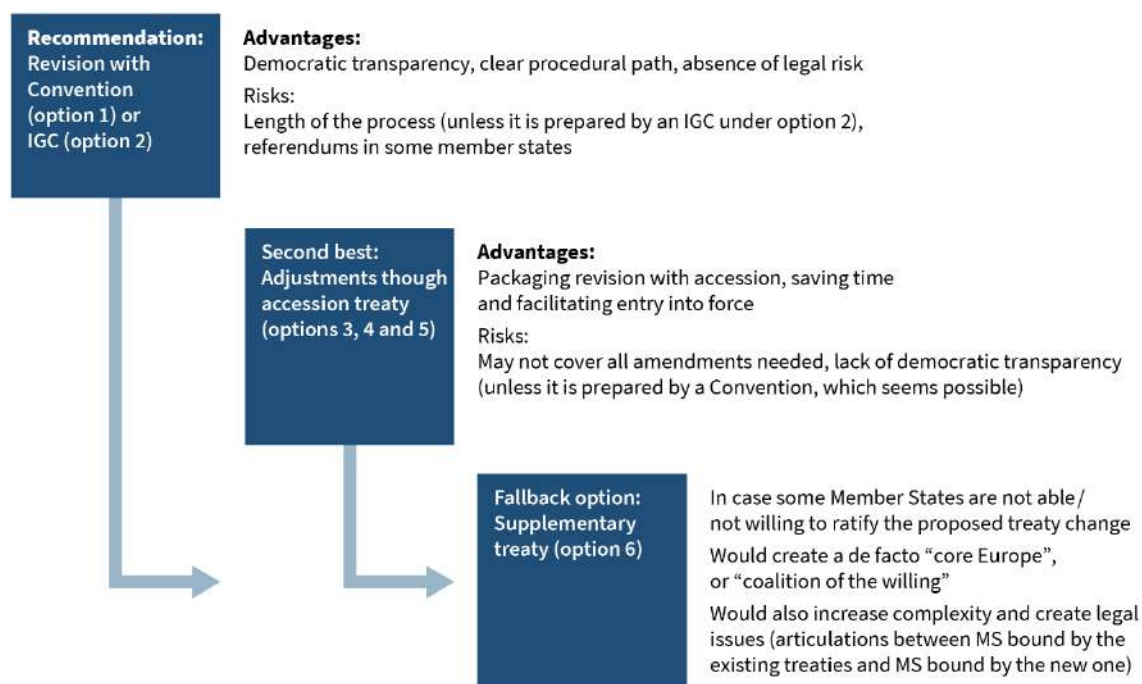 Recommendation:
Revision with
Convention
(option 1) or
IGC (option 2)
Advantages:
Democratic transparency, clear procedural path, absence of legal risk
Risks:
Length of the process (unless it is prepared by an IGC under option 2),
referendums in some member states
Second best:
Adjustments though
accession treaty
(options 3, 4 and 5)
Advantages:
Packaging revision with accession, saving time
and facilitating entry into force
Risks:
May not cover all amendments needed, lack of democratic transparency
(unless it is prepared by a Convention, which seems possible)
Fallback option:
Supplementary
treaty (option 6)
In case some Member States are not able/
not willing to ratify the proposed treaty change
Would create a de facto “core Europe”,
or “coalition of the willing”
Would also increase complexity and create legal
issues (articulations between MS bound by the
existing treaties and MS bound by the new one)